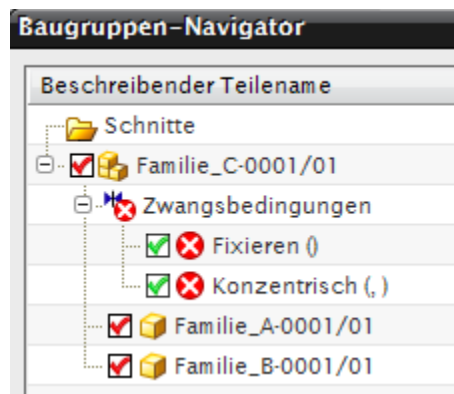 Baugruppen-Navigator
Beschreibender Teilename
Schnitte
Familie_C-0001/01
Zwangsbedingungen
Fixieren ()
Konzentrisch (, )
Familie_A-0001/01
Familie_B-0001/01